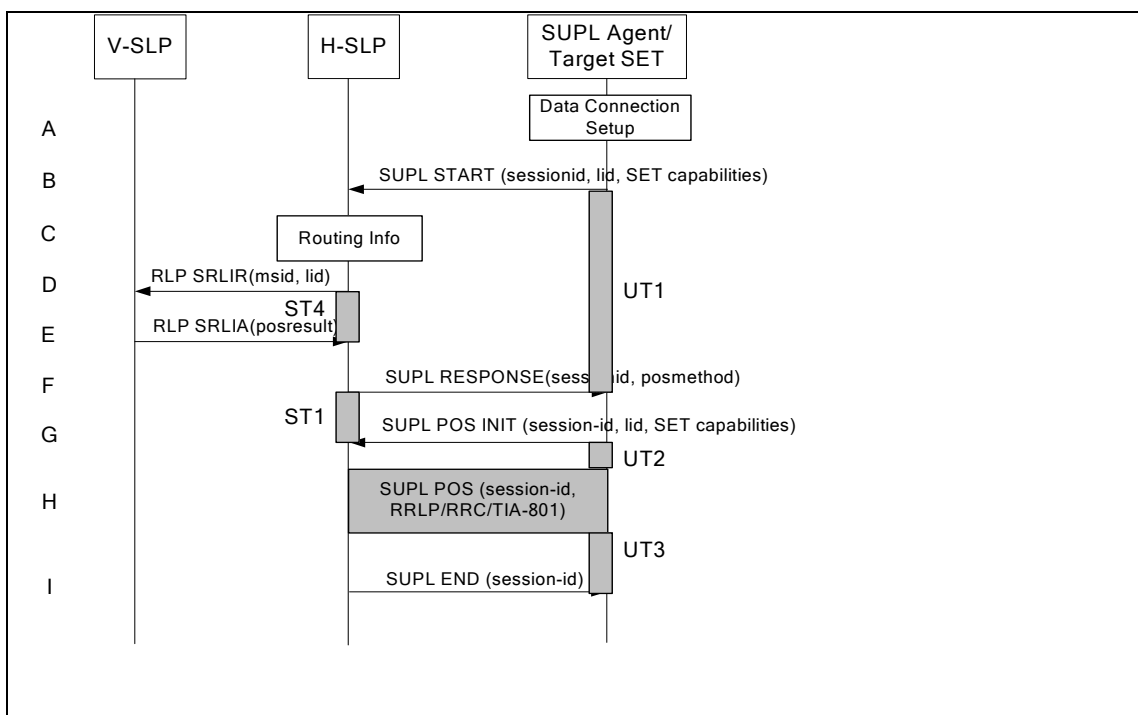 V-SLP
H-SLP
SUPL Agent/
Target SET
A
Data Connection
Setup
B
SUPL START (sessionid, lid, SET capabilities)
C
Routing Info
D
RLP SRLIR(msid, lid)
ST4
UT1
E
RLP SRLIA(posresult)
F
SUPL RESPONSE(session-id, posmethod)
ST1
G
SUPL POS INIT (session-id, lid, SET capabilities)
UT2
H
SUPL POS (session-id,
RRLP/RRC/TIA-801)
UT3
I
SUPL END (session-id)